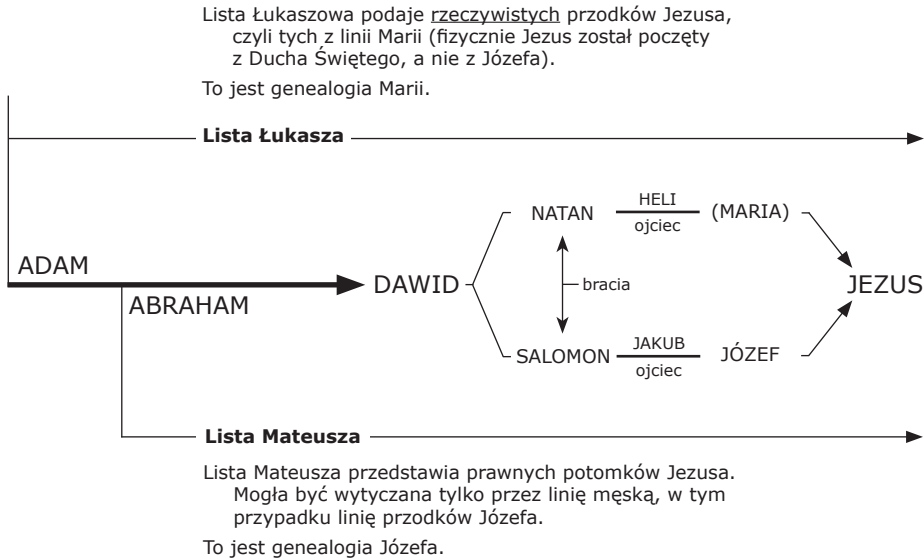 Lista Łukaszowa podaje rzeczywistych przodków Jezusa,
czyli tych z linii Marii (fizycznie Jezus został poczęty
z Ducha Świętego, a nie z Józefa).
To jest genealogia Marii.
Lista Łukasza
NATAN HELI (MARIA)
ojciec
ADAM
DAWID bracia JEZUS
ABRAHAM
SALOMON JAKUB JÓZEF
ojciec
Lista Mateusza
Lista Mateusza przedstawia prawnych potomków Jezusa.
Mogła być wytyczana tylko przez linię męską, w tym
przypadku linię przodków Józefa.
To jest genealogia Józefa.